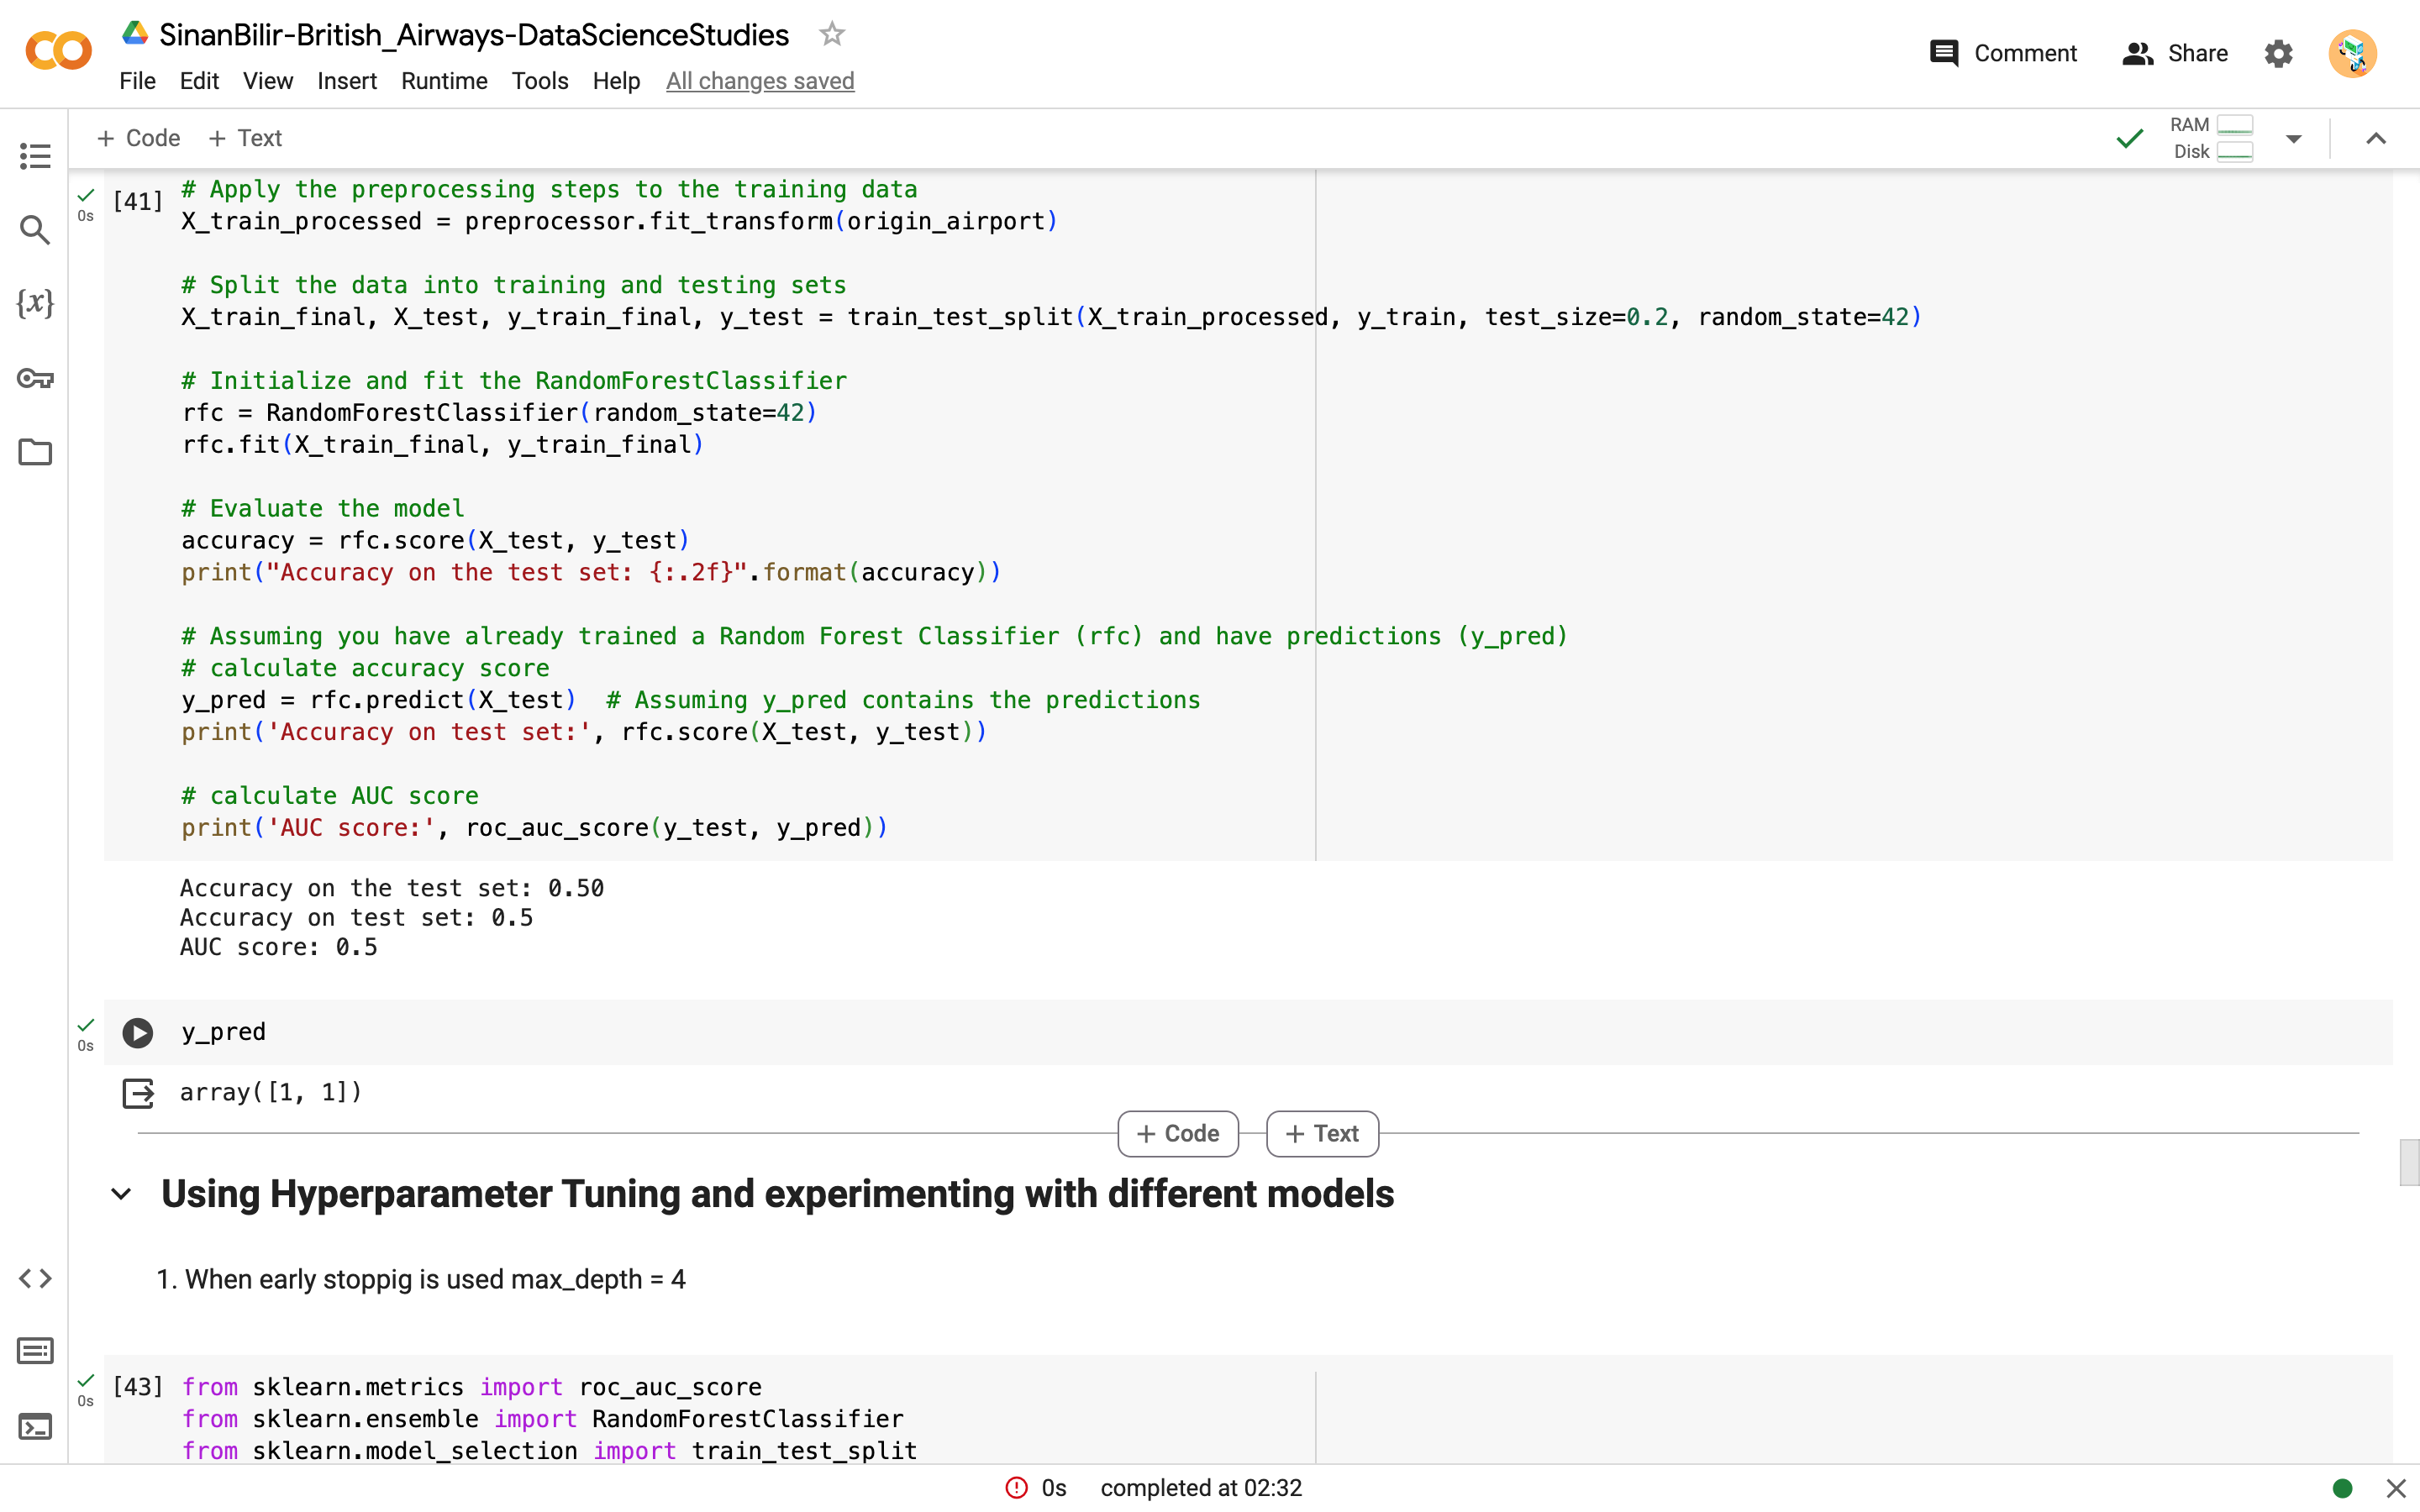 SinanBilir-British_Airways-DataScienceStudies
File Edit View Insert Runtime Tools Help All changes saved
Comment Share
+ Code + Text
RAM
Disk
0s
[41]
# Apply the preprocessing steps to the training data
X_train_processed = preprocessor.fit_transform(origin_airport)
# Split the data into training and testing sets
X_train_final, X_test, y_train_final, y_test = train_test_split(X_train_processed, y_train, test_size=0.2, random_state=42)
# Initialize and fit the RandomForestClassifier
rfc = RandomForestClassifier(random_state=42)
rfc.fit(X_train_final, y_train_final)
# Evaluate the model
accuracy = rfc.score(X_test, y_test)
print("Accuracy on the test set: {:.2f}".format(accuracy))
# Assuming you have already trained a Random Forest Classifier (rfc) and have predictions (y_pred)
# calculate accuracy score
y_pred = rfc.predict(X_test)  # Assuming y_pred contains the predictions
print('Accuracy on test set:', rfc.score(X_test, y_test))
# calculate AUC score
print('AUC score:', roc_auc_score(y_test, y_pred))
Accuracy on the test set: 0.50
Accuracy on test set: 0.5
AUC score: 0.5
0s
y_pred
array([1, 1])
+ Code + Text
Using Hyperparameter Tuning and experimenting with different models
1. When early stoppig is used max_depth = 4
0s
[43]
from sklearn.metrics import roc_auc_score
from sklearn.ensemble import RandomForestClassifier
from sklearn.model_selection import train_test_split
{x}
0s completed at 02:32